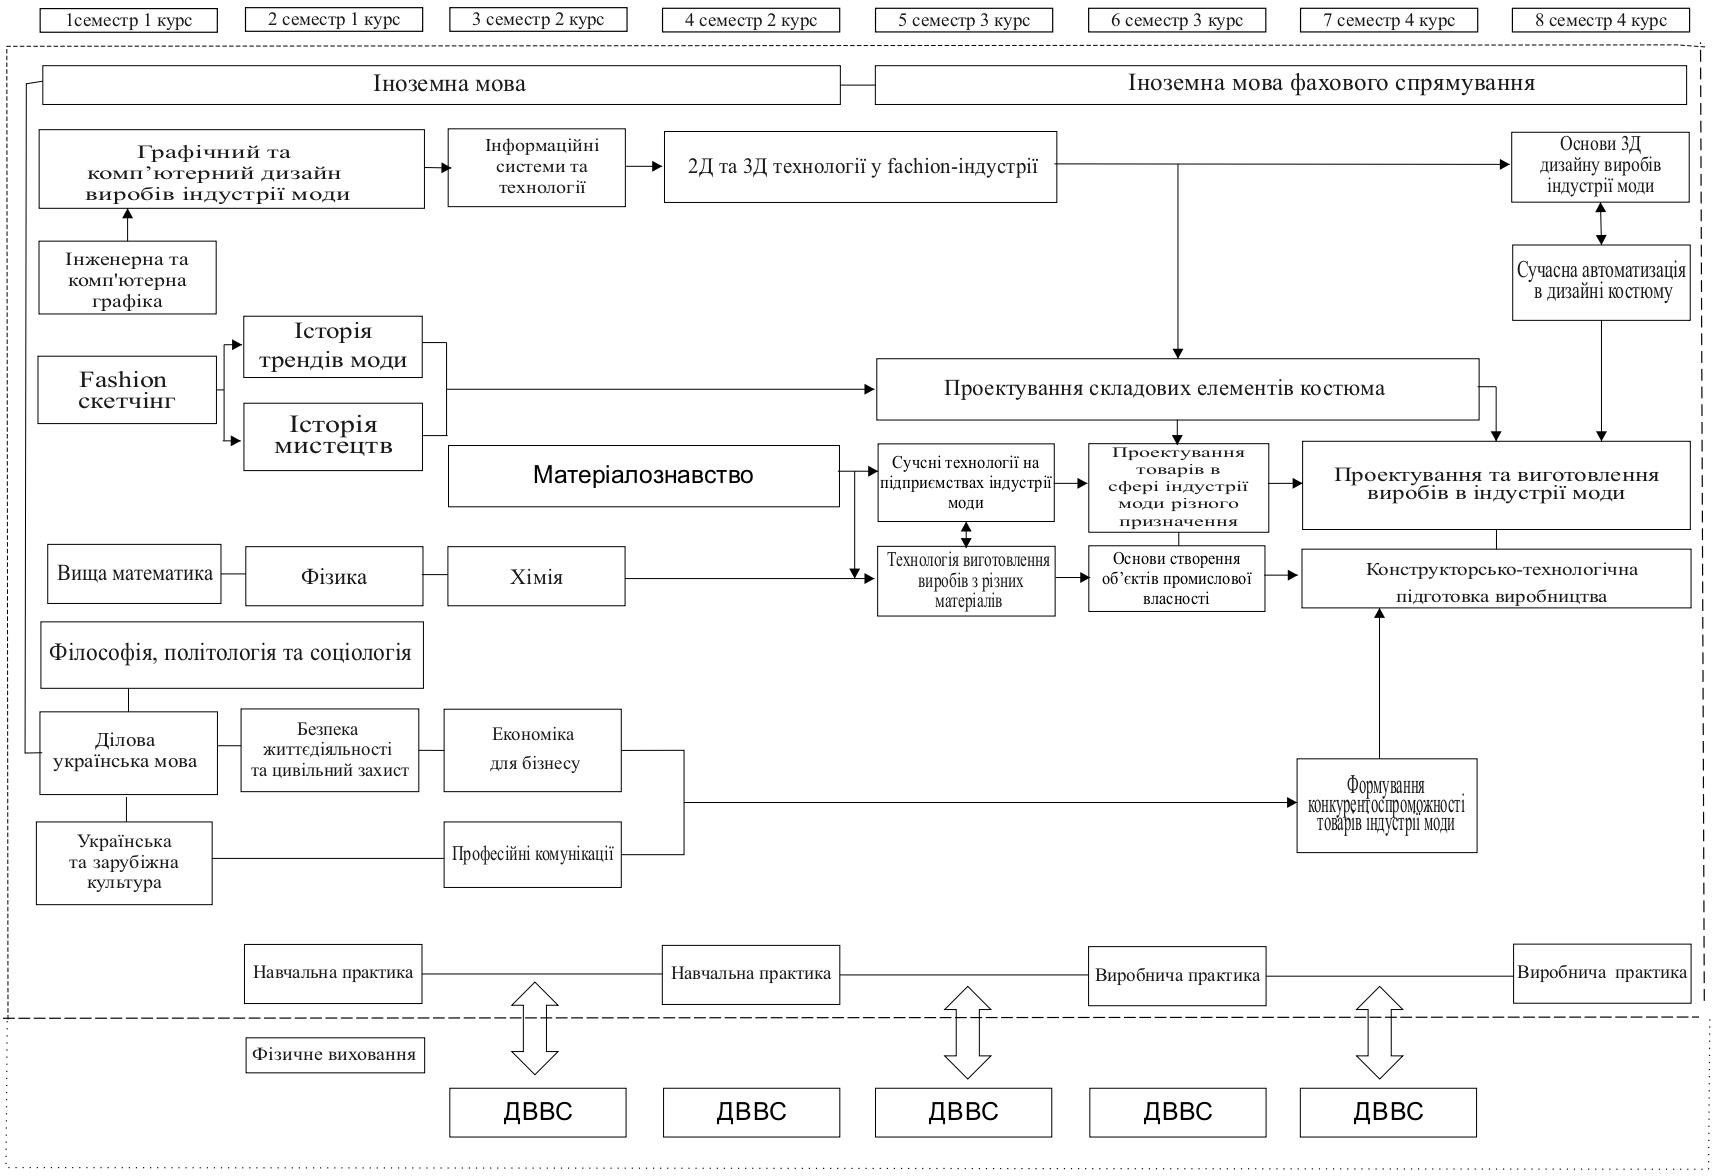 1семестр 1 курс
2 семестр 1 курс
3 семестр 2 курс
4 семестр 2 курс
5 семестр 3 курс
6 семестр 3 курс
7 семестр 4 курс
8 семестр 4 курс
Іноземна мова
Іноземна мова фахового спрямування
Графічний та
комп’ютерний дизайн
виробів індустрії моди
Інформаційні
системи та
технології
2Д та 3Д технології у fachion-індустрії
Основи 3Д
дизайну виробів
індустрії моди
Інженерна та
комп'ютерна
графіка
Сучасна автоматизація
в дизайні костюму
Історія
трендів моди
Fashion
скетчінг
Історія
мистецтв
Проектування складових елементів костюма
Матеріалознавство
Сучсні технології на
підприємствах індустрії
моди
Проектування
товарів в
сфері індустрії
моди різного
призначення
Проектування та виготовлення
виробів в індустрії моди
Вища математика
Фізика
Хімія
Технологія виготовлення
виробів з різних
матеріалів
Основи створення
об’єктів промислової
власності
Конструкторсько-технологічна
підготовка виробництва
Філософія, політологія та соціологія
Ділова
українська мова
Безпека
життєдіяльності
та цивільний захист
Економіка
для бізнесу
Формування
конкурентоспроможності
товарів індустрії моди
Українська
та зарубіжна
культура
Професійні комунікації
Навчальна практика
Навчальна практика
Виробнича практика
Виробнича практика
Фізичне виховання
ДВВС
ДВВС
ДВВС
ДВВС
ДВВС